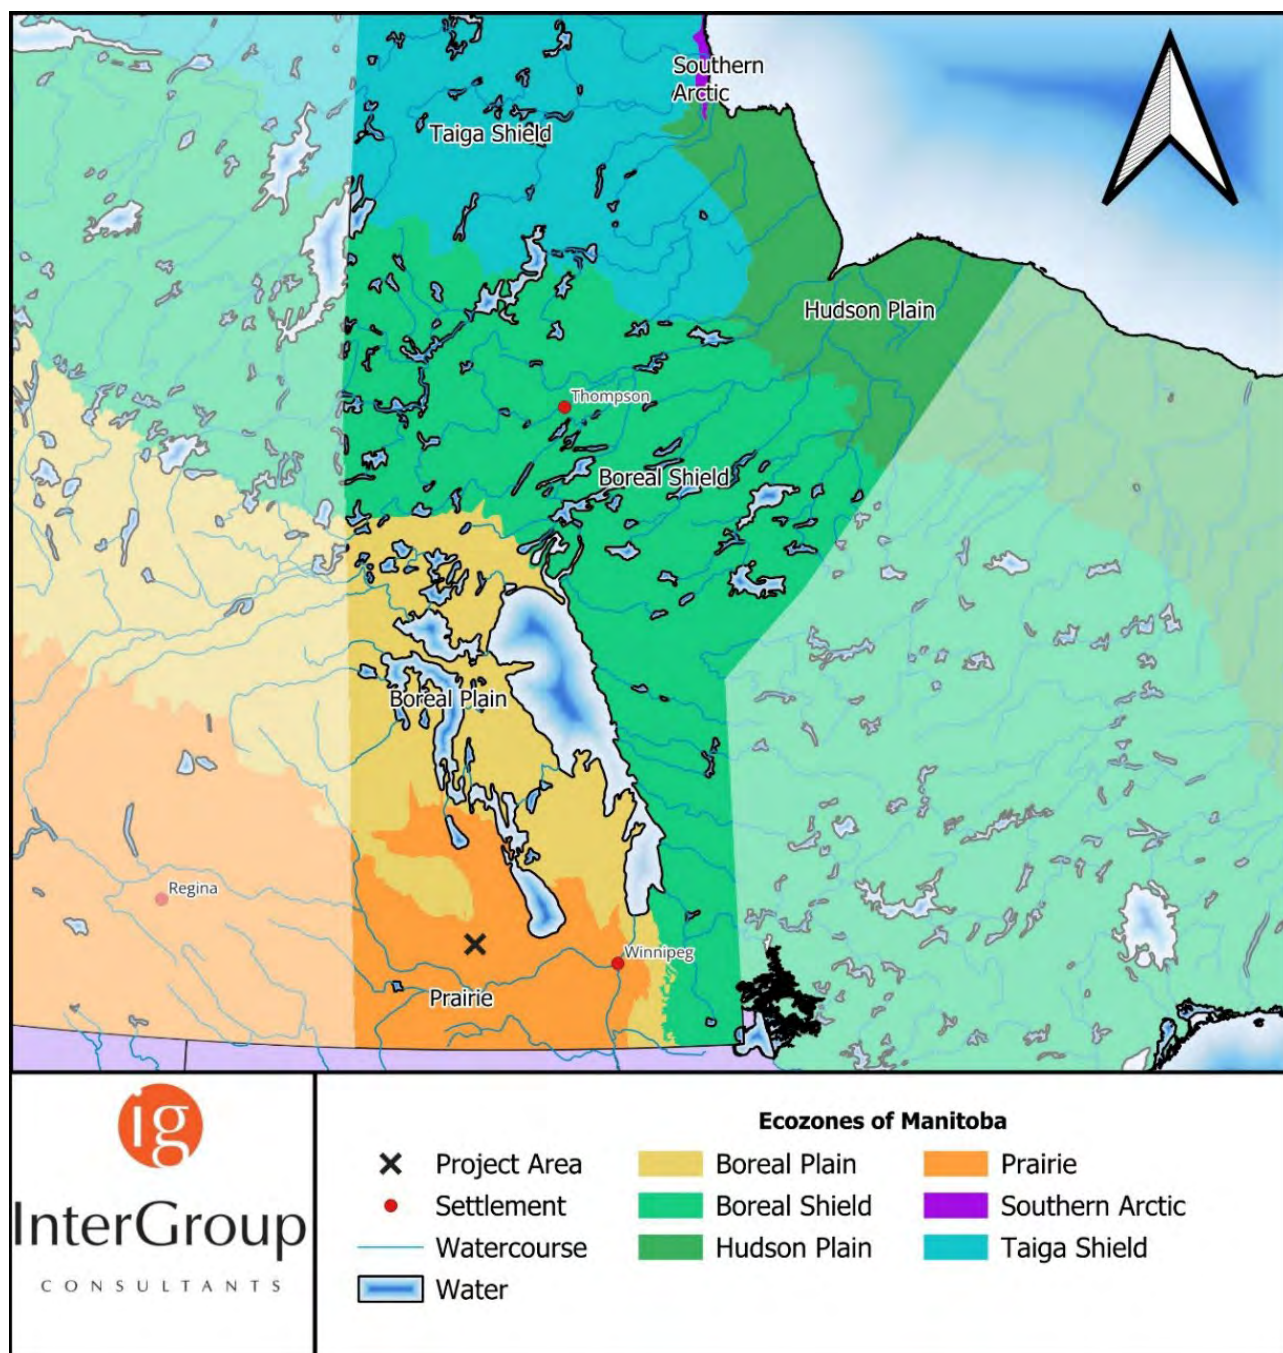 Southern
Arctic
Taiga Shield
Hudson Plain
Thompson
Boreal Shield
Boreal Plain
Regina
Winnipeg
Prairie
ig
InterGroup
CONSULTANTS
Ecozones of Manitoba
Project Area
Settlement
Watercourse
Water
Boreal Plain
Boreal Shield
Hudson Plain
Prairie
Southern Arctic
Taiga Shield